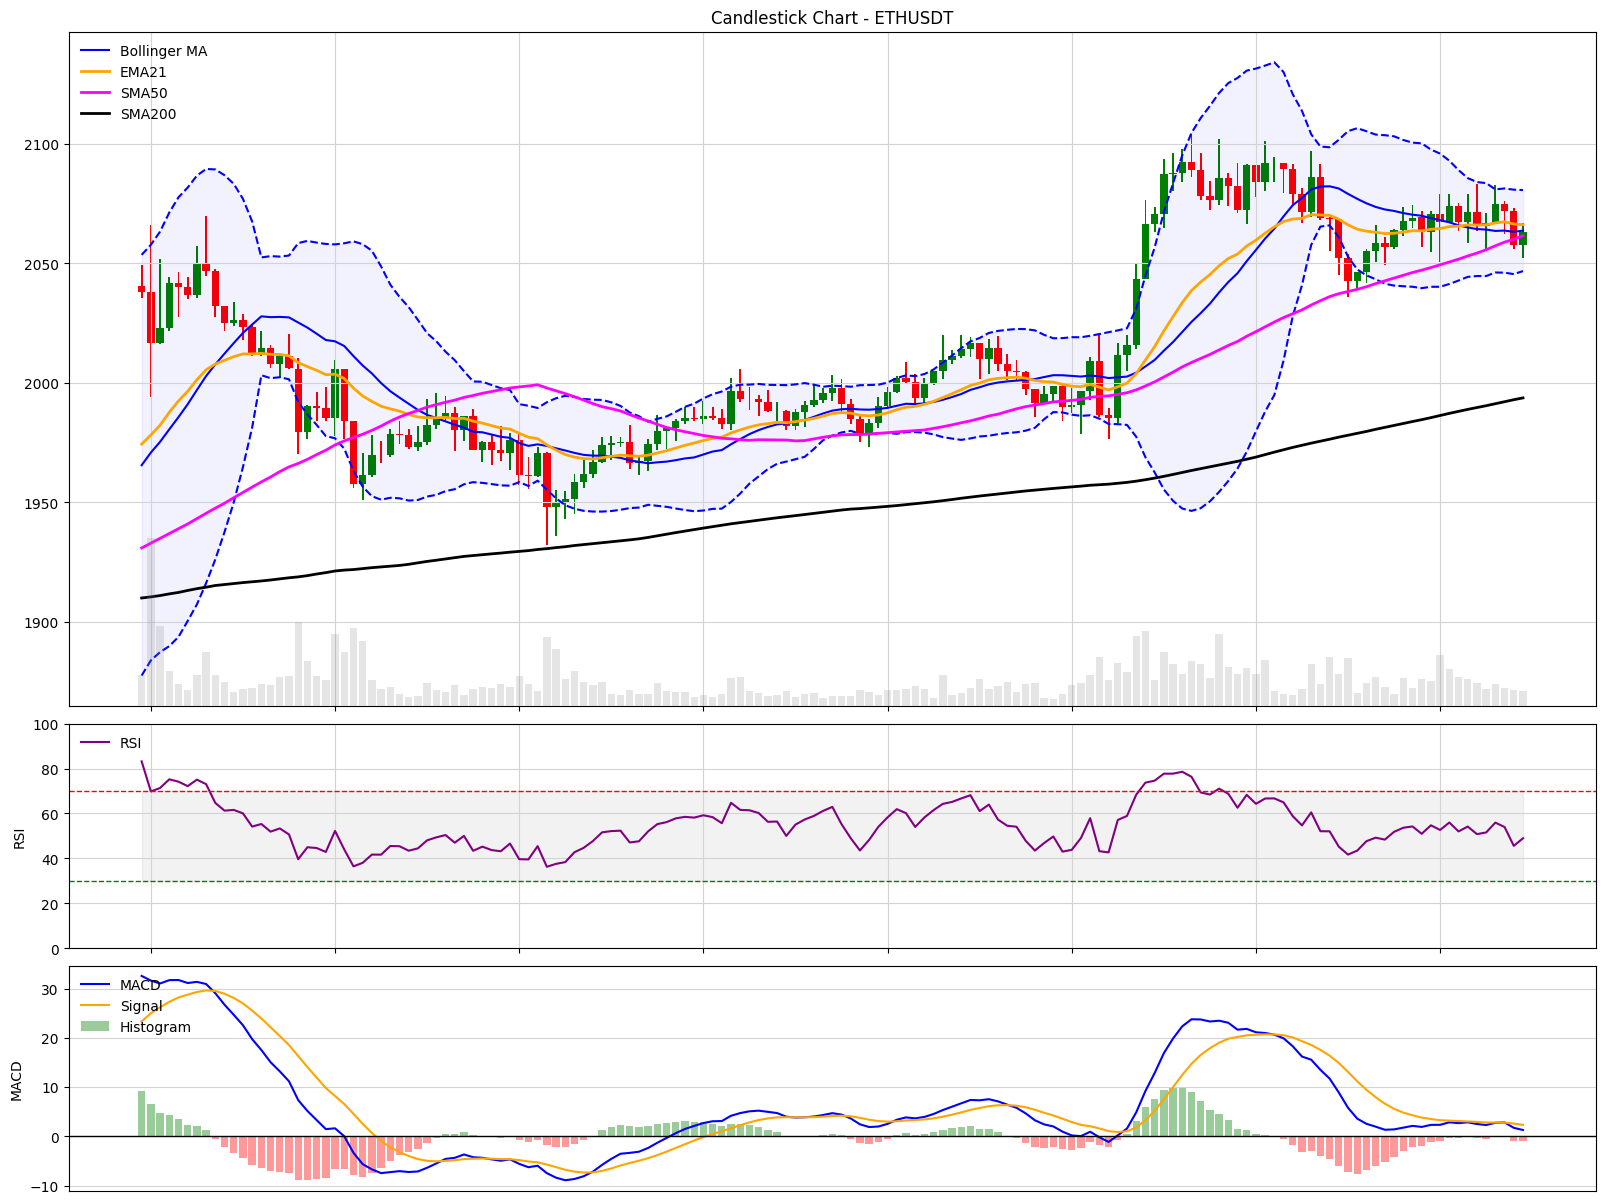 Candlestick Chart - ETHUSDT
Bollinger MA
EMA21
SMA50
SMA200
2100
2050
2000
1950
1900
RSI
100
80
60
40
20
0
RSI
MACD
Signal
Histogram
30
20
10
0
−10
MACD